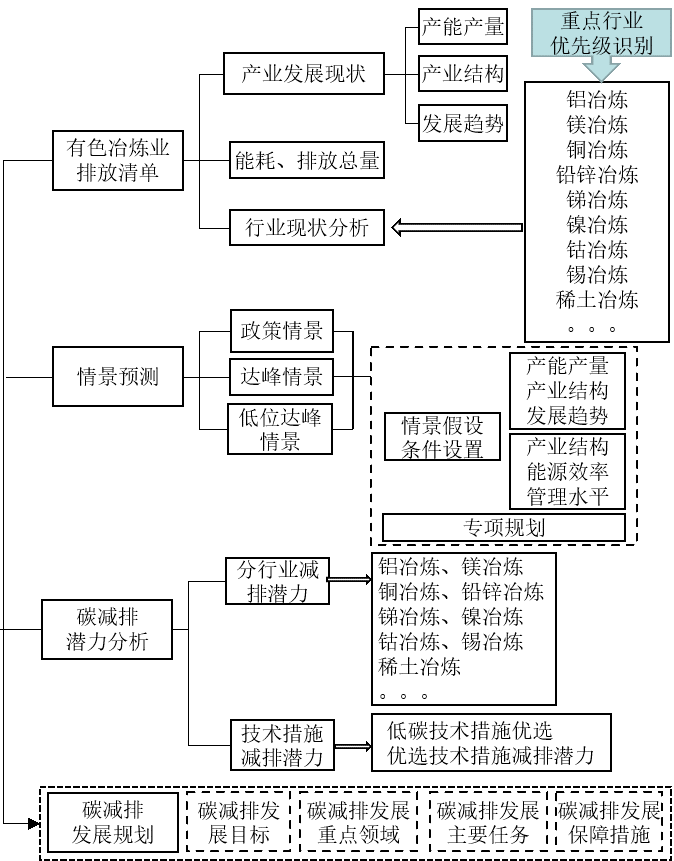 重点行业
优先级识别
产能产量
产业发展现状
产业结构
发展趋势
有色冶炼业
排放清单
能耗、排放总量
行业现状分析
铝冶炼
镁冶炼
铜冶炼
铅锌冶炼
锑冶炼
镍冶炼
钴冶炼
锡冶炼
稀土冶炼
。。。
情景预测
政策情景
达峰情景
低位达峰
情景
情景假设
条件设置
产能产量
产业结构
发展趋势
产业结构
能源效率
管理水平
专项规划
碳减排
潜力分析
分行业减
排潜力
铝冶炼、镁冶炼
铜冶炼、铅锌冶炼
锑冶炼、镍冶炼
钴冶炼、锡冶炼
稀土冶炼
。。。
技术措施
减排潜力
低碳技术措施优选
优选技术措施减排潜力
碳减排
发展规划
碳减排发
展目标
碳减排发展
重点领域
碳减排发展
主要任务
碳减排发展
保障措施